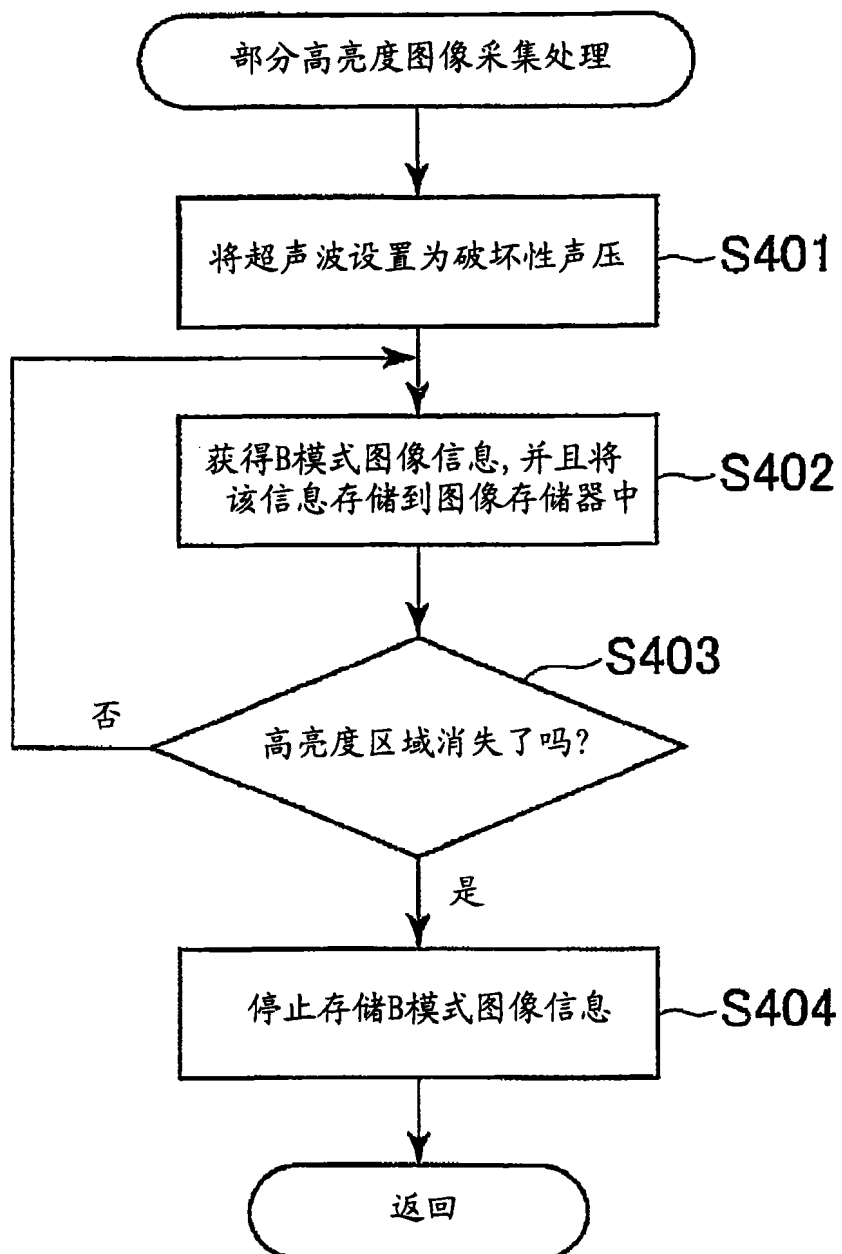 部分高亮度图像采集处理
将超声波设置为破坏性声压
S401
获得B模式图像信息,并且将
该信息存储到图像存储器中
S402
S403
高亮度区域消失了吗?
否
是
停止存储B模式图像信息
S404
返回